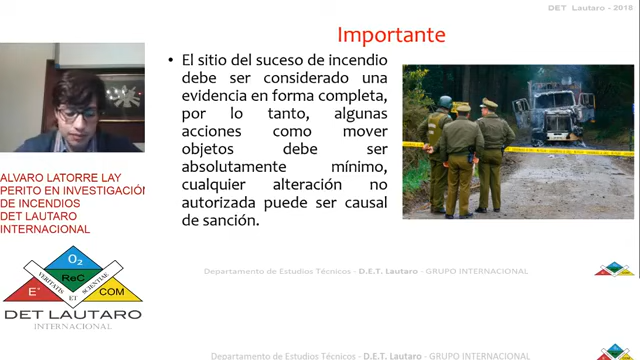 DET Lautaro - 2018
Importante
• El sitio del suceso de incendio
debe ser considerado una
evidencia en forma completa,
por lo tanto, algunas
acciones como mover
objetos debe ser
absolutamente mínimo,
cualquier alteración no
autorizada puede ser causal
de sanción.
ALVARO LATORRE LAY
PERITO EN INVESTIGACIÓN
DE INCENDIOS
DET LAUTARO
INTERNACIONAL
O₂
ReC
VERITATIS
ET
SCIENTIAE
E*
COM
DET LAUTARO
INTERNACIONAL
Departamento de Estudios Técnicos - D.E.T. Lautaro - GRUPO INTERNACIONAL
Departamento de Estudios Técnicos - D.E.T. Lautaro - GRUPO INTERNACIONAL